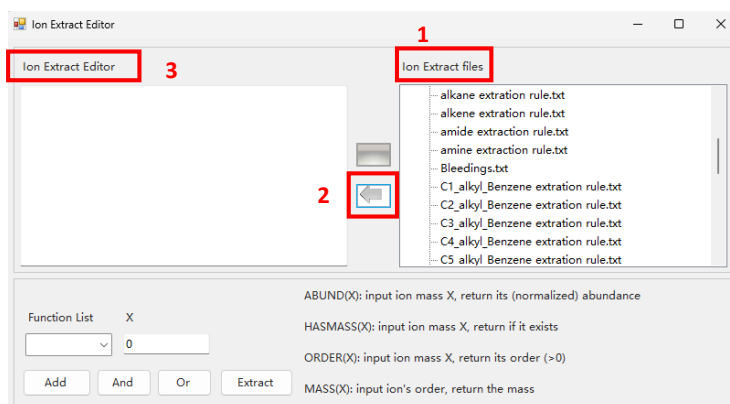 Ion Extract Editor
1
Ion Extract Editor
3
Ion Extract files
alkane extration rule.txt
alkene extration rule.txt
amide extraction rule.txt
amine extraction rule.txt
Bleedings.txt
2
C1_alkyl_Benzene extration rule.txt
C2_alkyl_Benzene extration rule.txt
C3_alkyl_Benzene extration rule.txt
C4_alkyl_Benzene extration rule.txt
C5 alkyl Benzene extration rule.txt
Function List
X
0
Add
And
Or
Extract
ABUND(X): input ion mass X, return its (normalized) abundance
HASMASS(X): input ion mass X, return if it exists
ORDER(X): input ion mass X, return its order (>0)
MASS(X): input ion's order, return the mass